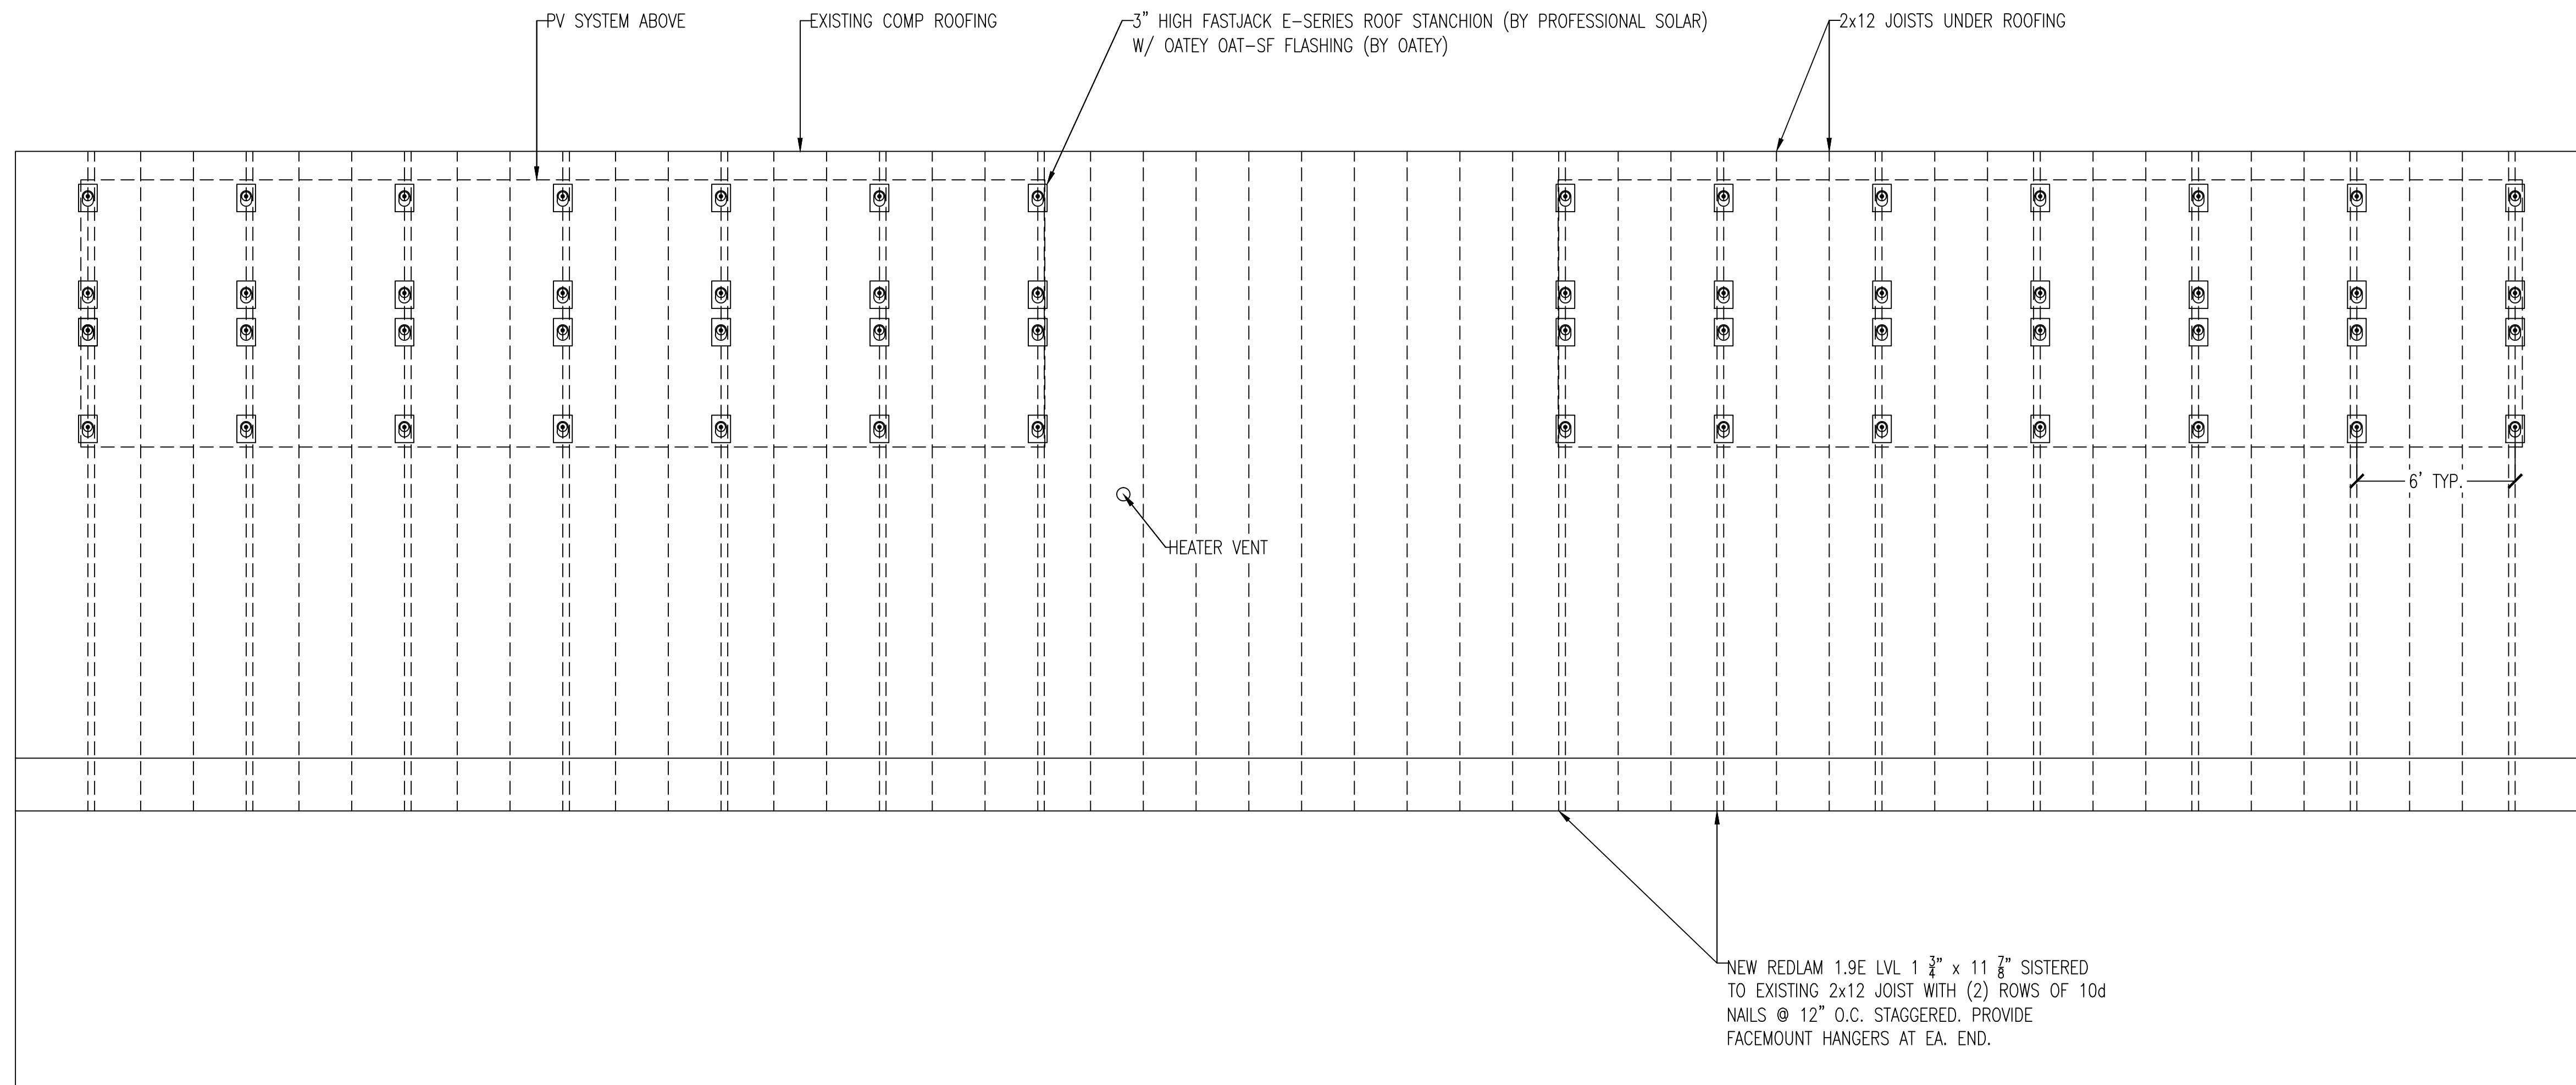 PV SYSTEM ABOVE
EXISTING COMP ROOFING
3" HIGH FASTJACK E-SERIES ROOF STANCHION (BY PROFESSIONAL SOLAR)
W/ OATEY OAT-SF FLASHING (BY OATEY)
2x12 JOISTS UNDER ROOFING
6' TYP.
HEATER VENT
NEW REDLAM 1.9E LVL 1 3/4" x 11 7/8" SISTERED
TO EXISTING 2x12 JOIST WITH (2) ROWS OF 10d
NAILS @ 12" O.C. STAGGERED. PROVIDE
FACEMOUNT HANGERS AT EA. END.